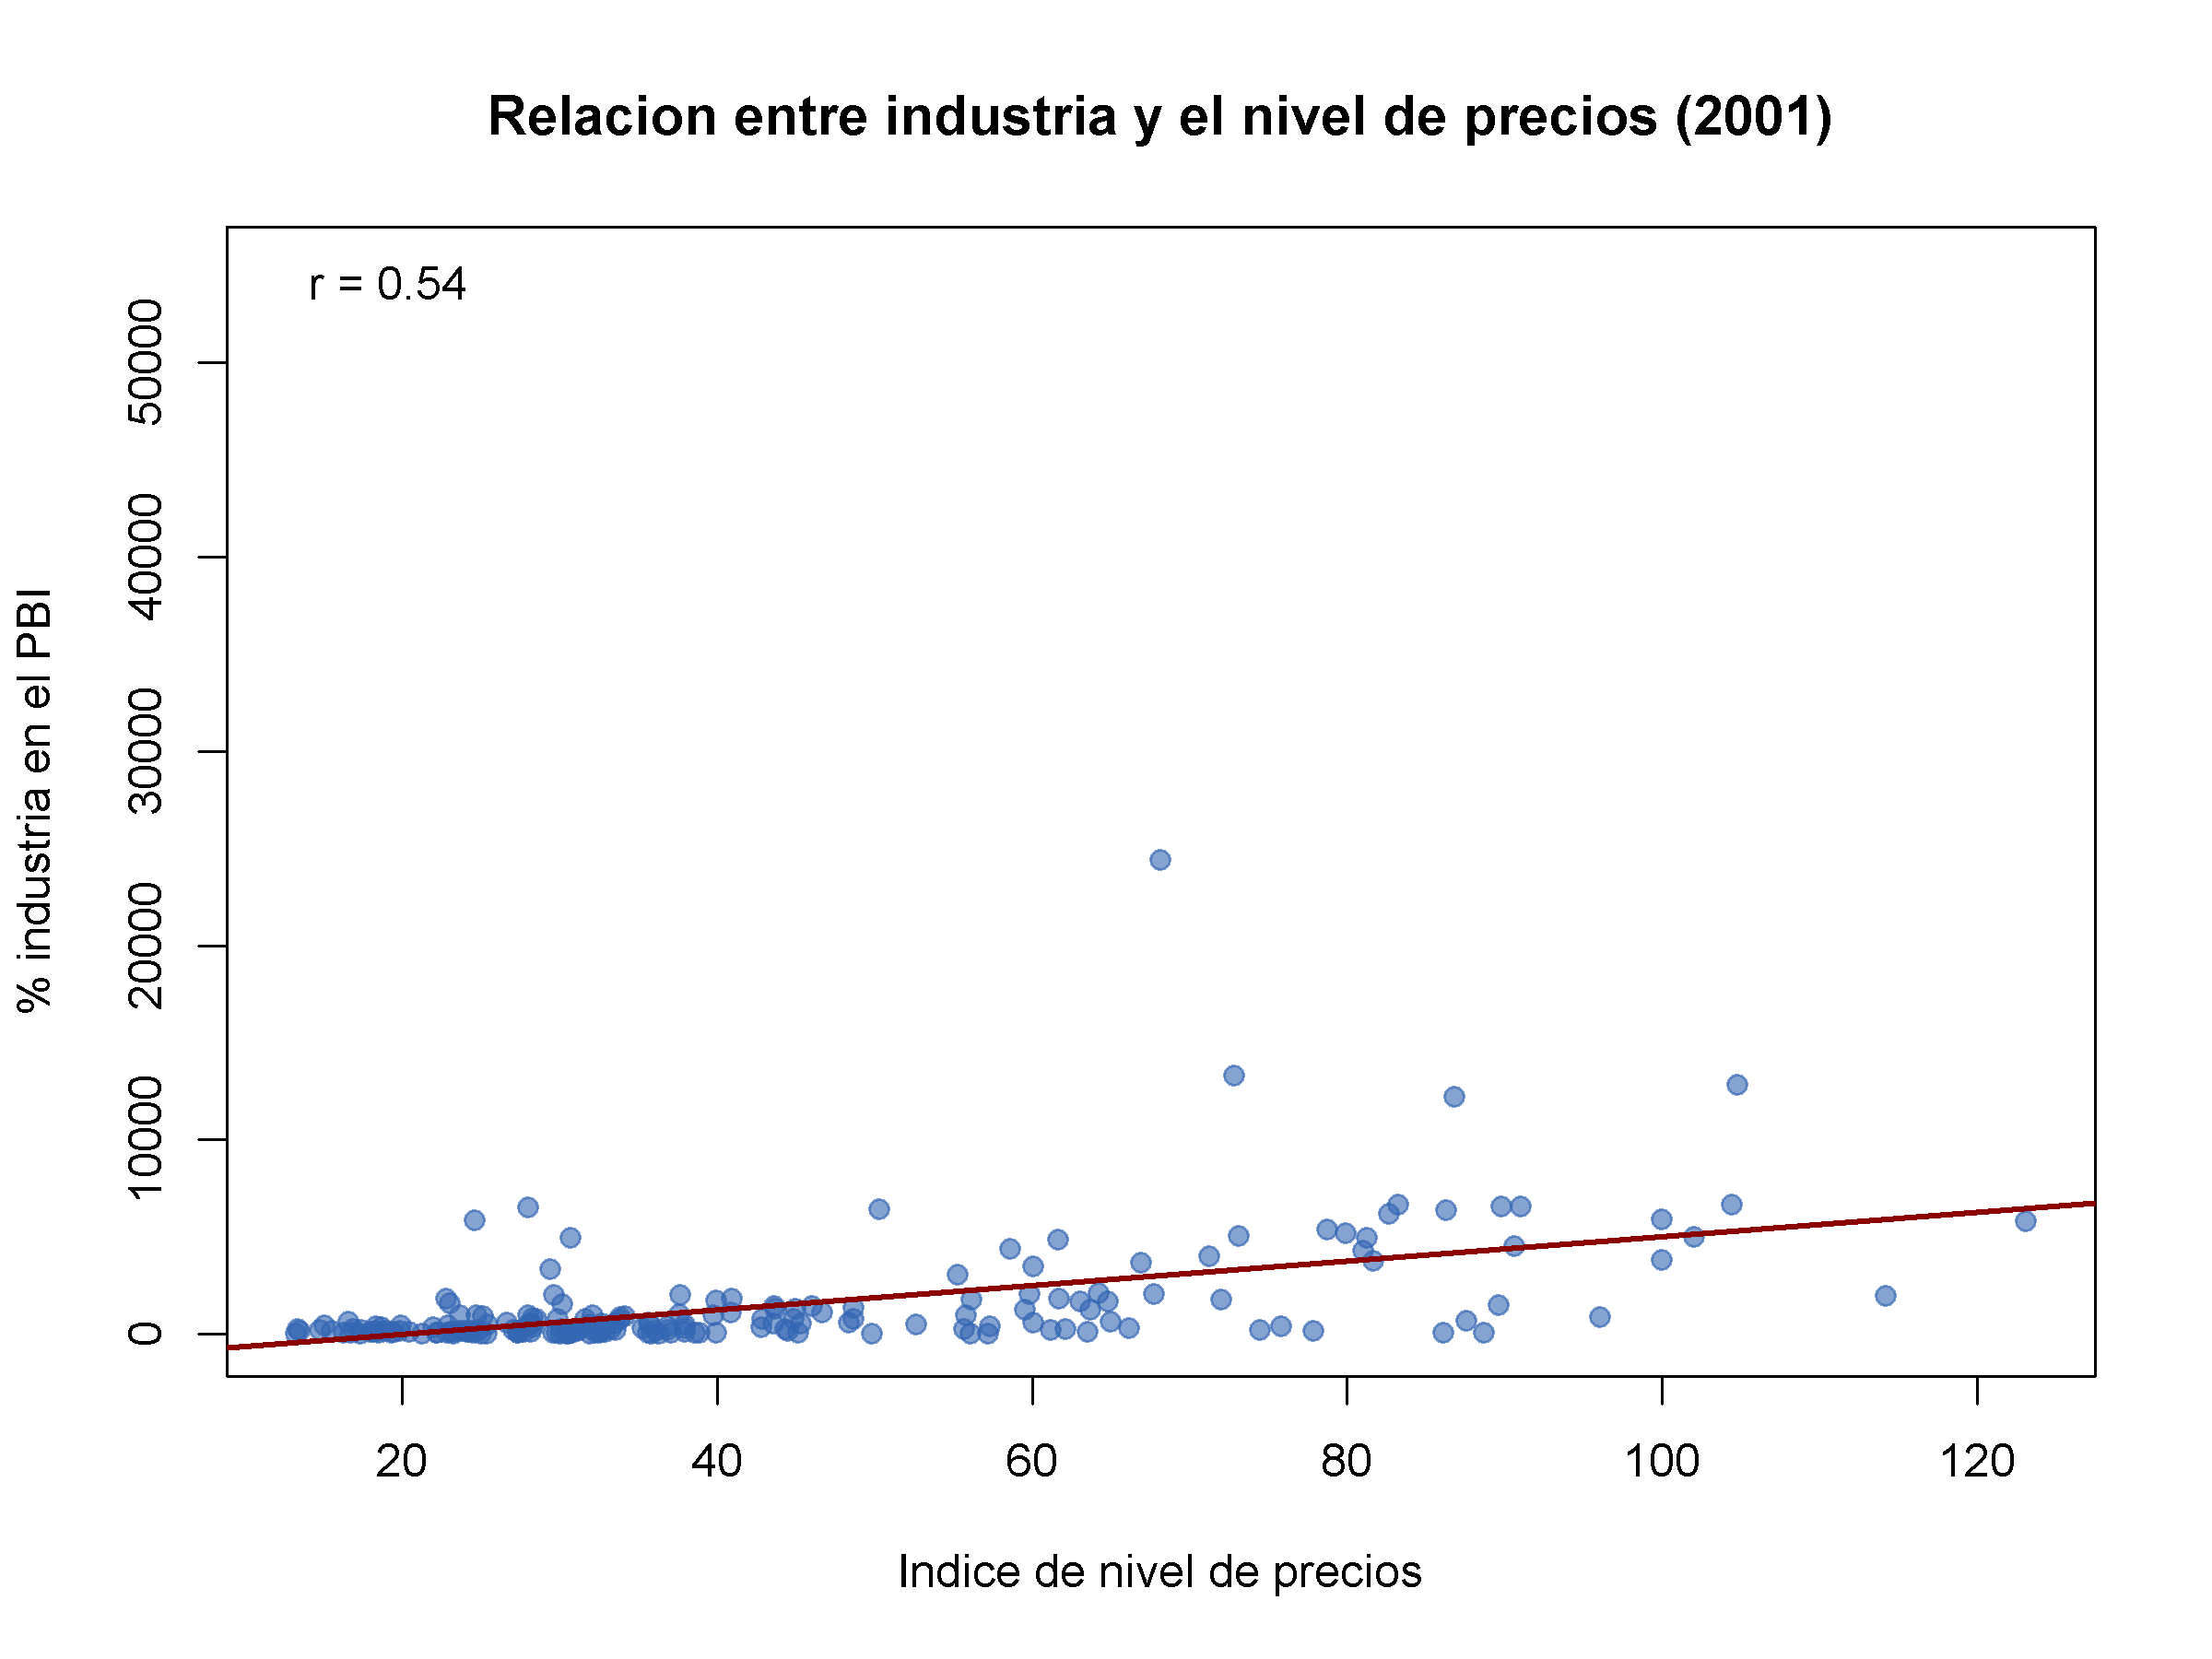 Relacion entre industria y el nivel de precios (2001)
r = 0.54
% industria en el PBI
50000
40000
30000
20000
10000
0
20 40 60 80 100 120
Indice de nivel de precios